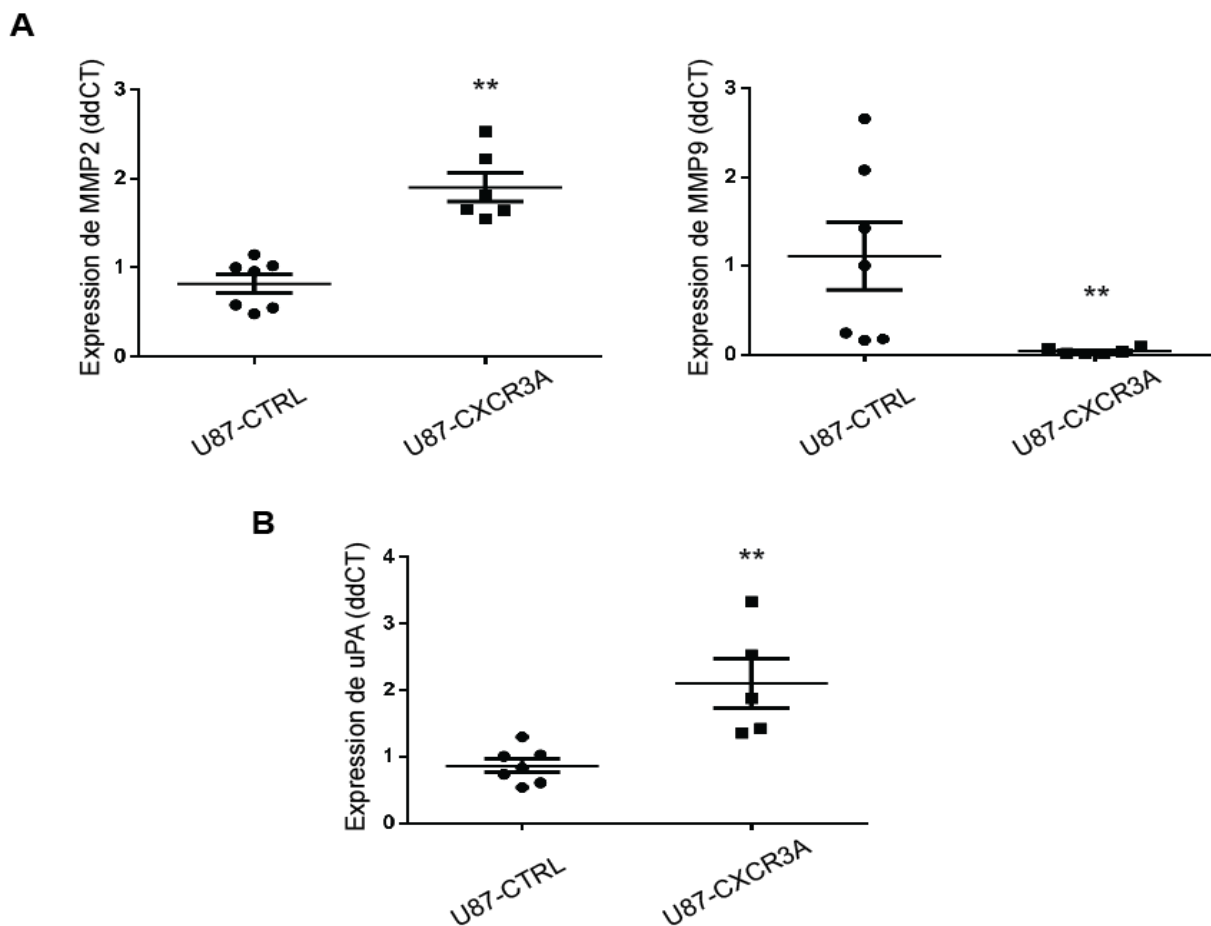 A
Expression de MMP2 (ddCT)
3
2
1
0
**
U87-CTRL
U87-CXCR3A
Expression de MMP9 (ddCT)
3
2
1
0
**
U87-CTRL
U87-CXCR3A
B
Expression de uPA (ddCT)
4
3
2
1
0
**
U87-CTRL
U87-CXCR3A